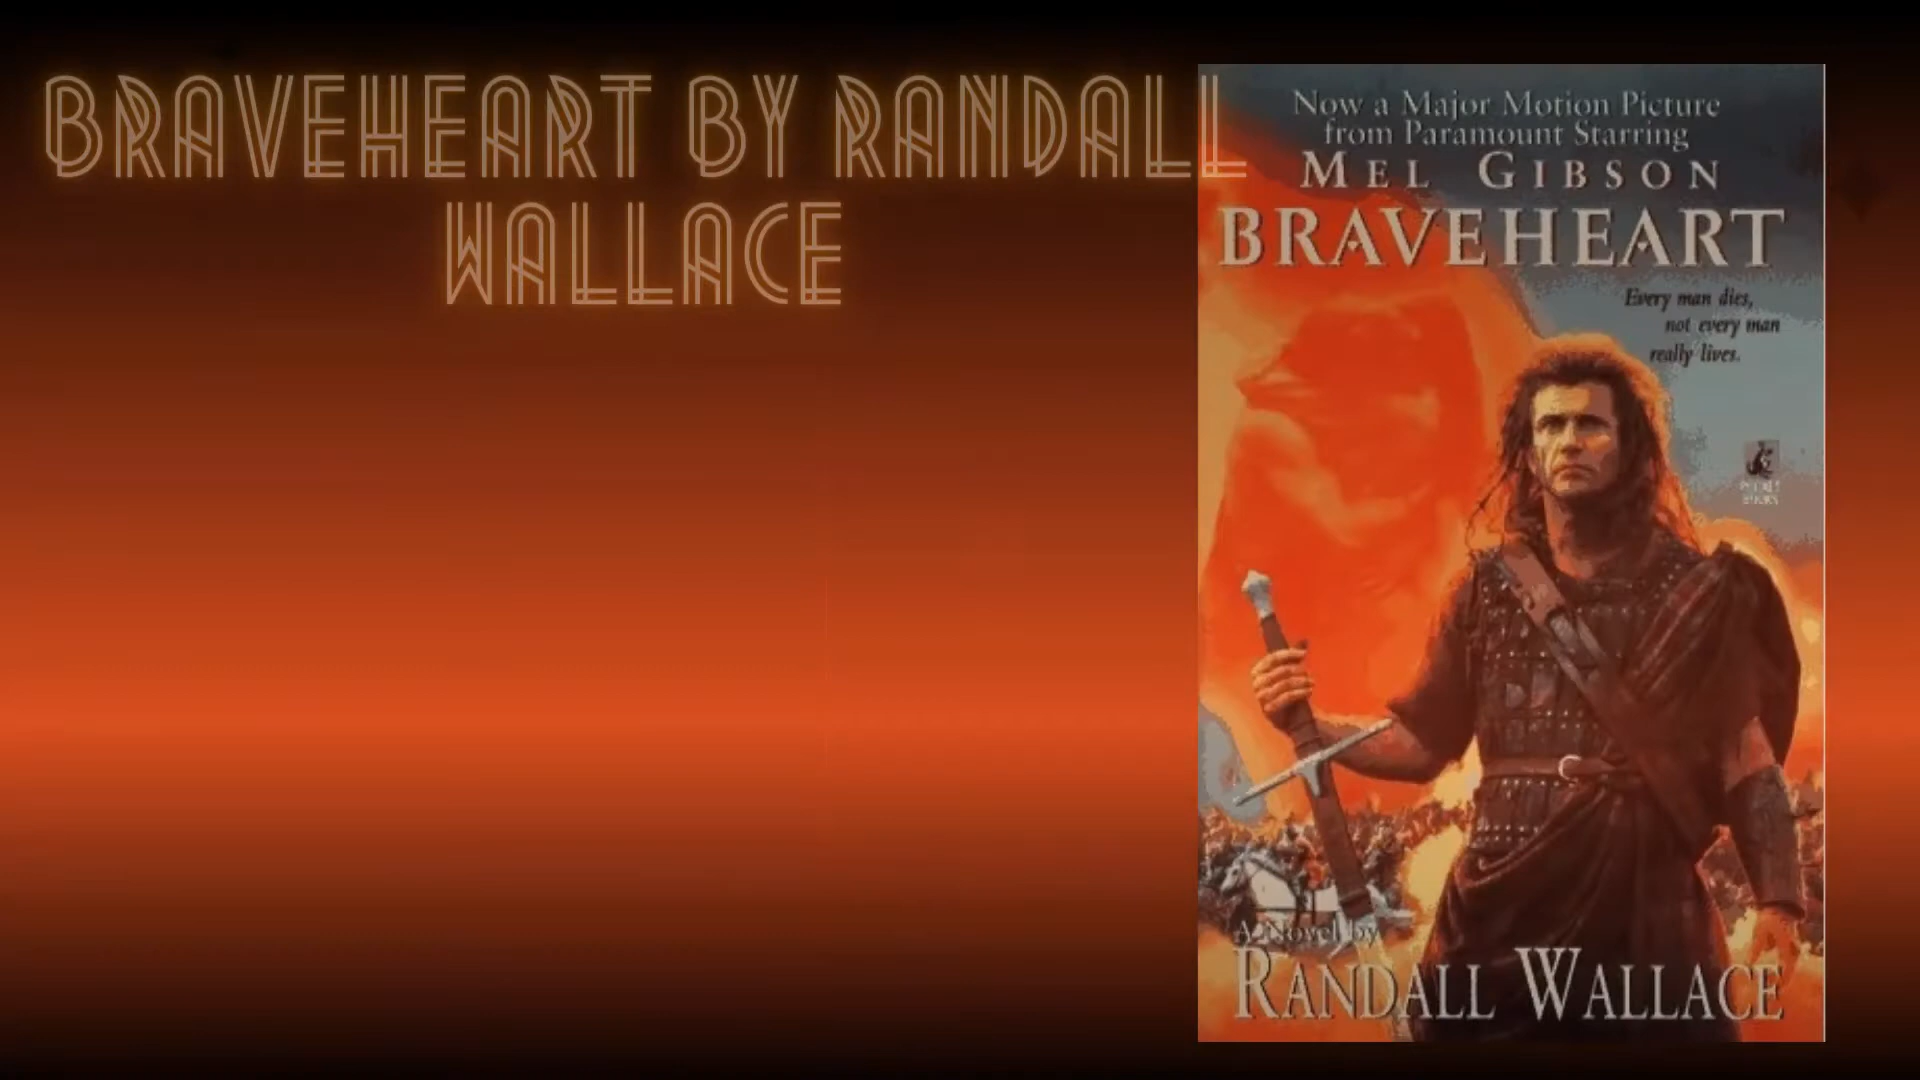 BRAVEHEART BY RANDALL
WALLACE
Now a Major Motion Picture
from Paramount Starring
MEL GIBSON
BRAVEHEART
Every man dies,
not every man
really lives.
A Novel by
RANDALL WALLACE